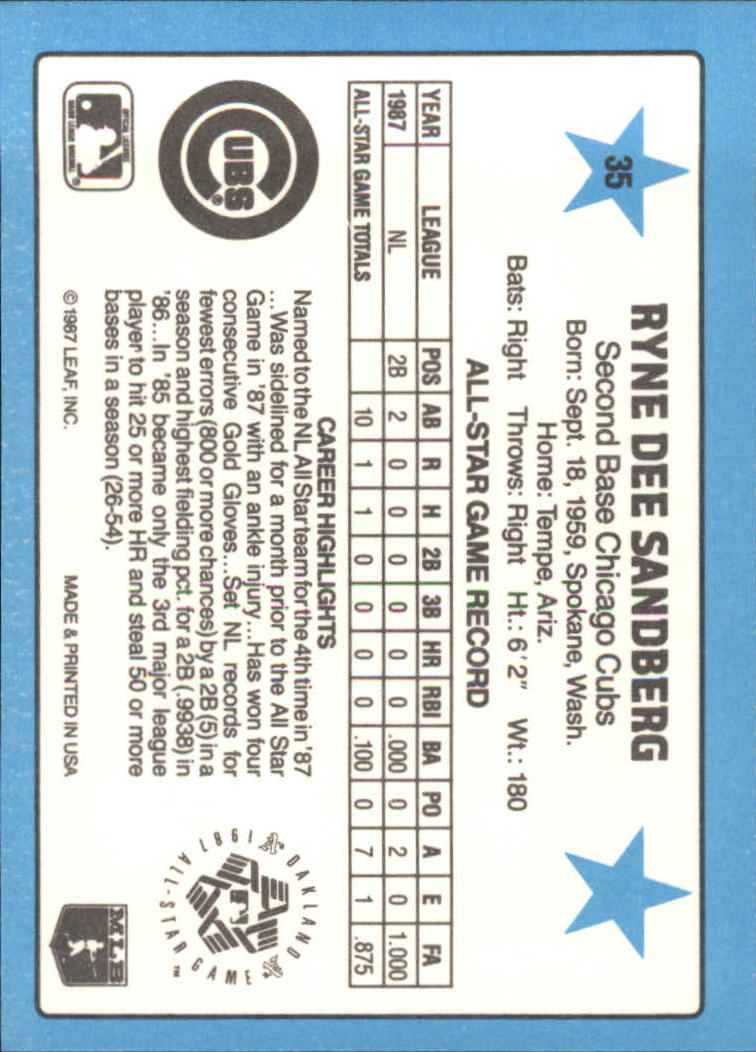 35
RYNE DEE SANDBERG
Second Base Chicago Cubs
Born: Sept. 18, 1959, Spokane, Wash.
Home: Tempe, Ariz.
Bats: Right Throws: Right Ht.: 6'2" Wt.: 180
ALL-STAR GAME RECORD
YEAR LEAGUE POS AB R H 2B 3B HR RBI BA PO A E FA
1987 NL 2B 2 0 0 0 0 0 0 .000 0 2 0 1.000
ALL-STAR GAME TOTALS 10 1 1 0 0 0 0 .100 0 7 1 .875
CUBS®
CAREER HIGHLIGHTS
Named to the NL All Star team for the 4th time in '87
...Was sidelined for a month prior to the All Star
Game in '87 with an ankle injury...Has won four
consecutive Gold Gloves...Set NL records for
fewest errors (800 or more chances) by a 2B (5) in a
season and highest fielding pct. for a 2B (.9938) in
'86...In '85 became only the 3rd major league
player to hit 25 or more HR and steal 50 or more
bases in a season (26-54).
OAKLAND A's
1987 ALL-STAR GAME™
OFFICIAL LICENSEE
MAJOR LEAGUE BASEBALL
®
© 1987 LEAF, INC.
MADE & PRINTED IN USA
MLB